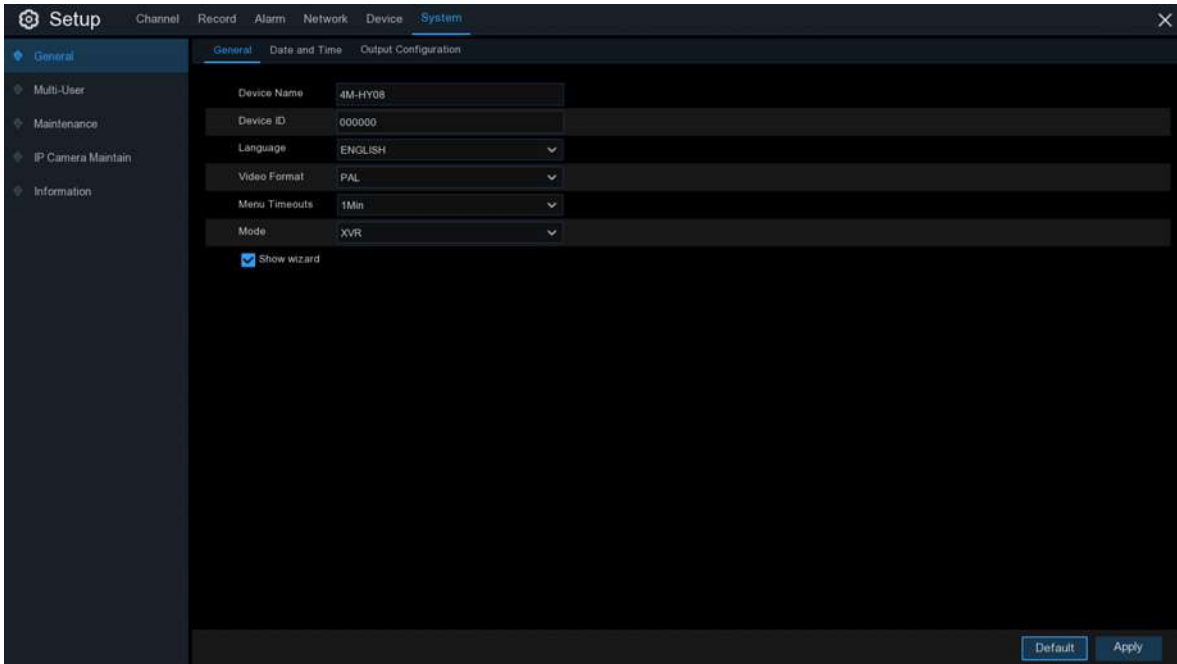 Setup Channel Record Alarm Network Device System
General General Date and Time Output Configuration
Multi-User
Maintenance
IP Camera Maintain
Information
Device Name 4M-HY08
Device ID 000000
Language ENGLISH
Video Format PAL
Menu Timeouts 1Min
Mode XVR
Show wizard
Default Apply